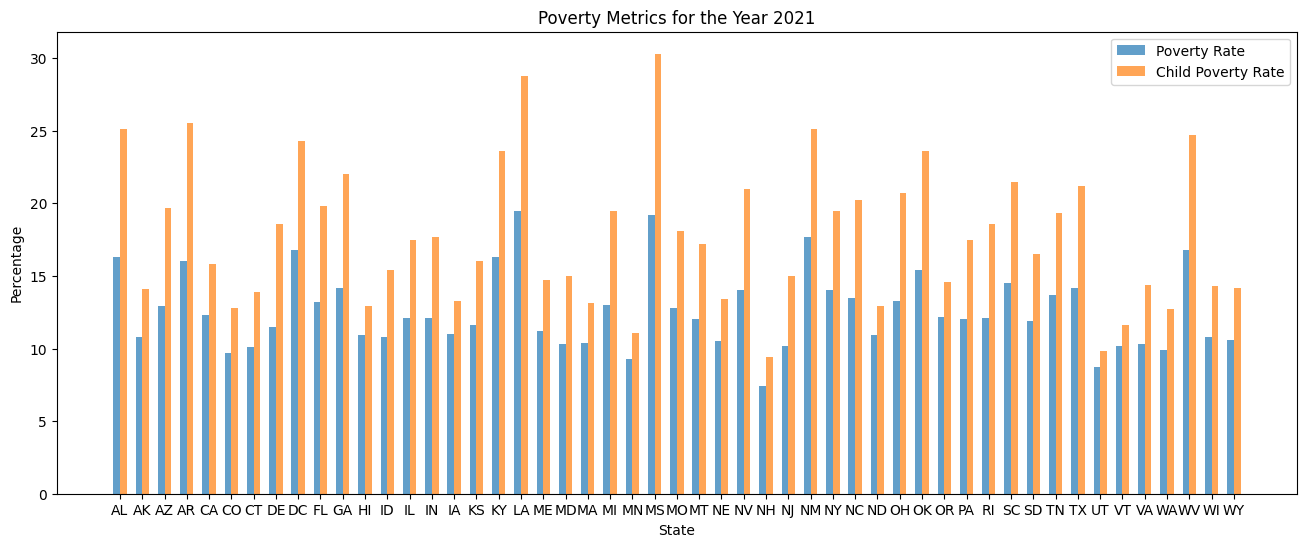 Poverty Metrics for the Year 2021
Poverty Rate
Child Poverty Rate
Percentage
30
25
20
15
10
5
0
AL AK AZ AR CA CO CT DE DC FL GA HI ID IL IN IA KS KY LA ME MD MA MI MN MS MO MT NE NV NH NJ NM NY NC ND OH OK OR PA RI SC SD TN TX UT VT VA WA WV WI WY
State